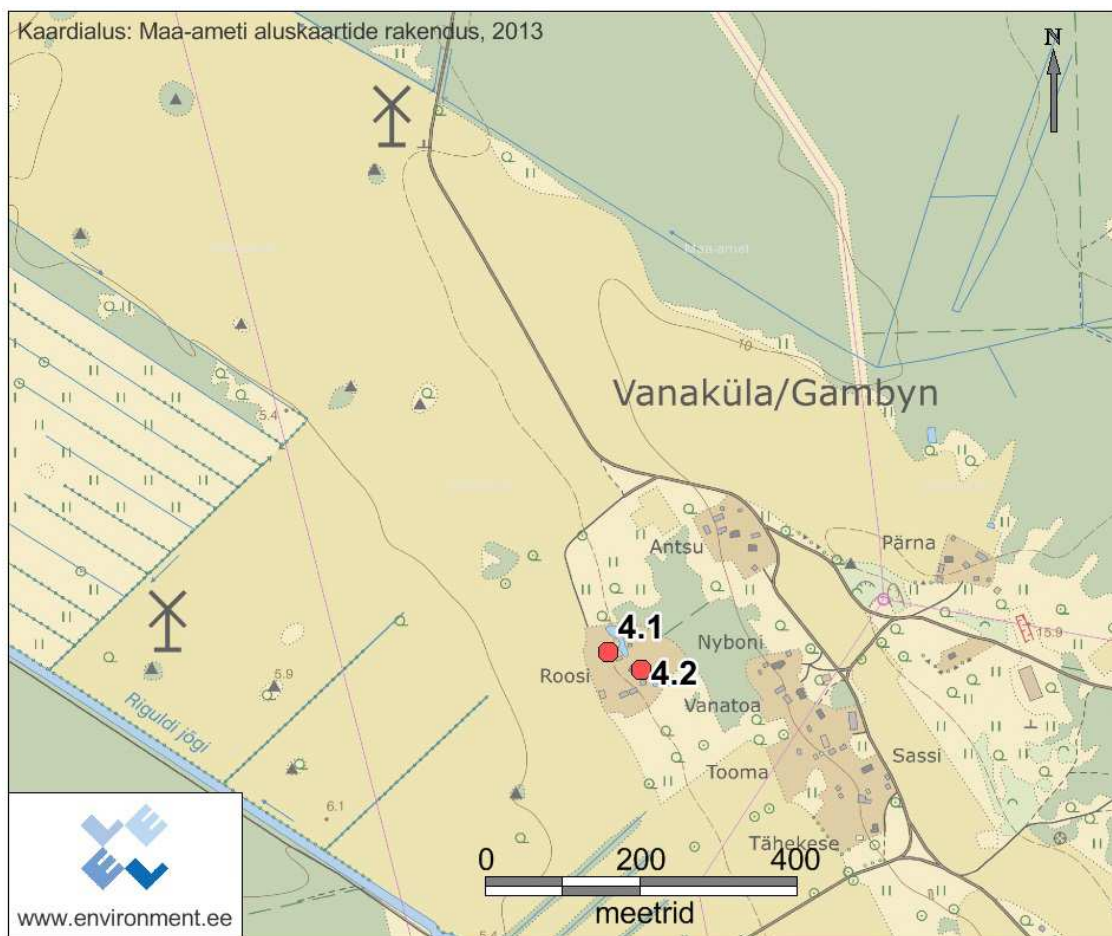 Kaardialus: Maa-ameti aluskaartide rakendus, 2013
N
Maa-amet
10
Vanaküla/Gambyn
5.4
Antsu
Pärna
4.1
15.9
Nyboni
Roosi
4.2
5.9
Vanatoa
Riguldi jõgi
Sassi
Tooma
6.1
Tähekese
0 200 400
meetrid
5.4
www.environment.ee